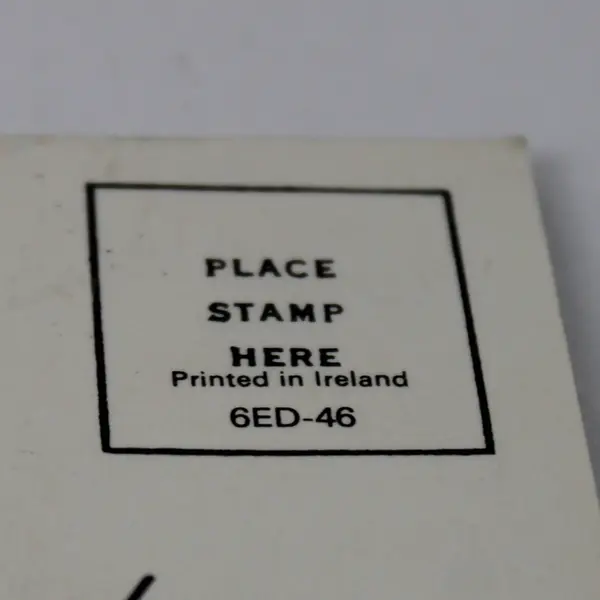 PLACE
STAMP
HERE
Printed in Ireland
6ED-46